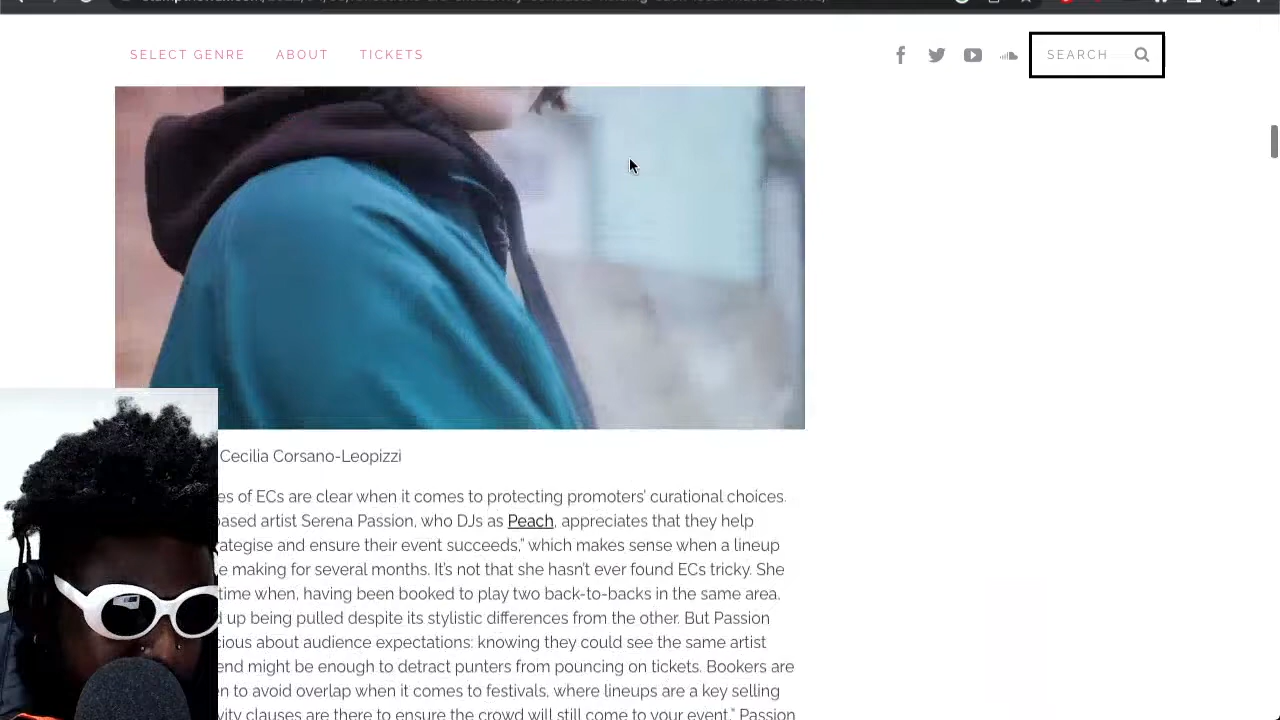 SELECT GENRE ABOUT TICKETS SEARCH
Cecilia Corsano-Leopizzi
es of ECs are clear when it comes to protecting promoters' curational choices.
based artist Serena Passion, who DJs as Peach, appreciates that they help
ategise and ensure their event succeeds," which makes sense when a lineup
e making for several months. It's not that she hasn't ever found ECs tricky. She
time when, having been booked to play two back-to-backs in the same area,
d up being pulled despite its stylistic differences from the other. But Passion
cious about audience expectations: knowing they could see the same artist
end might be enough to detract punters from pouncing on tickets. Bookers are
n to avoid overlap when it comes to festivals, where lineups are a key selling
vity clauses are there to ensure the crowd will still come to your event," Passion